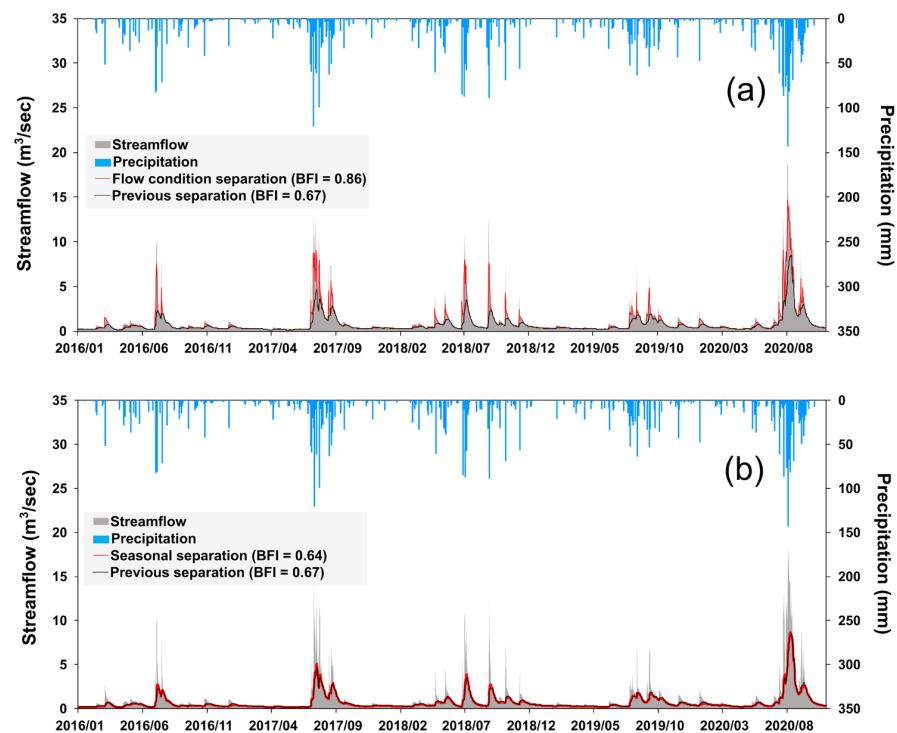 35
30
25
20
15
10
5
0
Streamflow (m³/sec)
0
50
100
150
200
250
300
350
Precipitation (mm)
(a)
Streamflow
Precipitation
Flow condition separation (BFI = 0.86)
Previous separation (BFI = 0.67)
2016/01 2016/06 2016/11 2017/04 2017/09 2018/02 2018/07 2018/12 2019/05 2019/10 2020/03 2020/08
35
30
25
20
15
10
5
0
Streamflow (m³/sec)
0
50
100
150
200
250
300
350
Precipitation (mm)
(b)
Streamflow
Precipitation
Seasonal separation (BFI = 0.64)
Previous separation (BFI = 0.67)
2016/01 2016/06 2016/11 2017/04 2017/09 2018/02 2018/07 2018/12 2019/05 2019/10 2020/03 2020/08